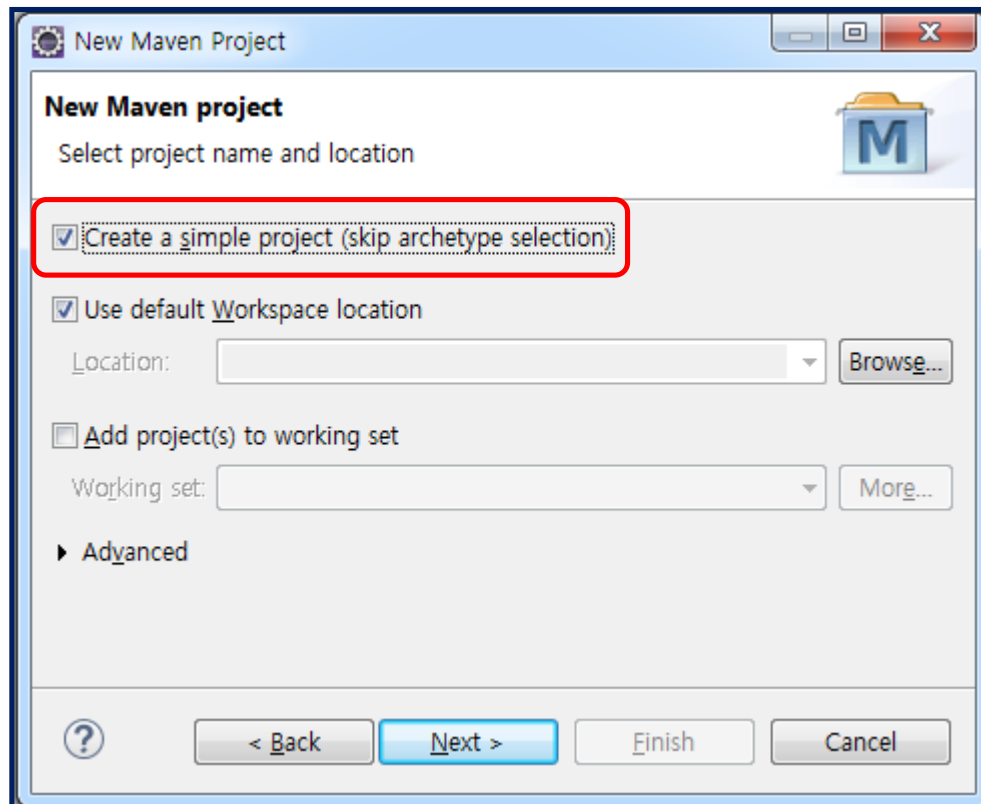 New Maven Project
New Maven project
M
Select project name and location
Create a simple project (skip archetype selection)
Use default Workspace location
Location:
Browse...
Add project(s) to working set
Working set:
More...
Advanced
?
< Back
Next >
Finish
Cancel